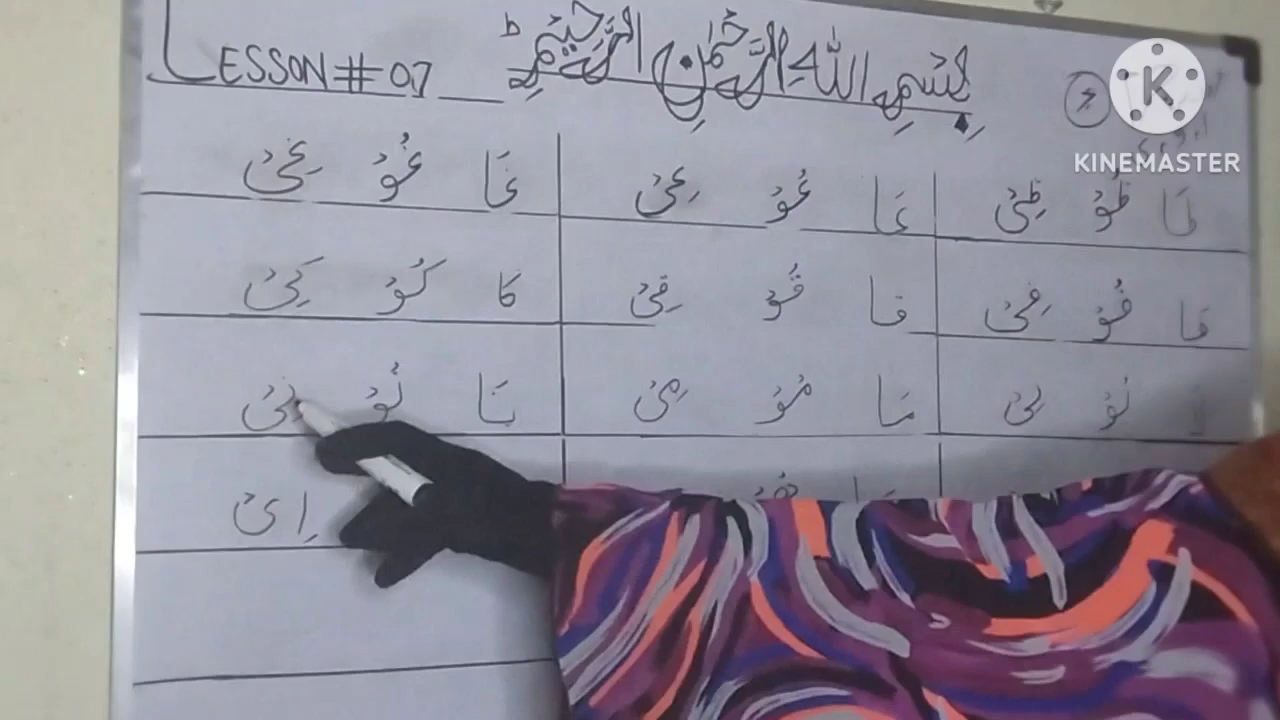 LESSON # 07 بِسْمِ اللّٰهِ الرَّحْمٰنِ الرَّحِيْمِ ط
KINEMASTER
ظَا ظُوْ ظِیْ عَا عُوْ عِیْ غَا غُوْ غِیْ
فَا فُوْ فِیْ قَا قُوْ قِیْ كَا كُوْ كِیْ
لَا لُوْ لِیْ مَا مُوْ مِیْ نَا نُوْ نِیْ
اِیْ